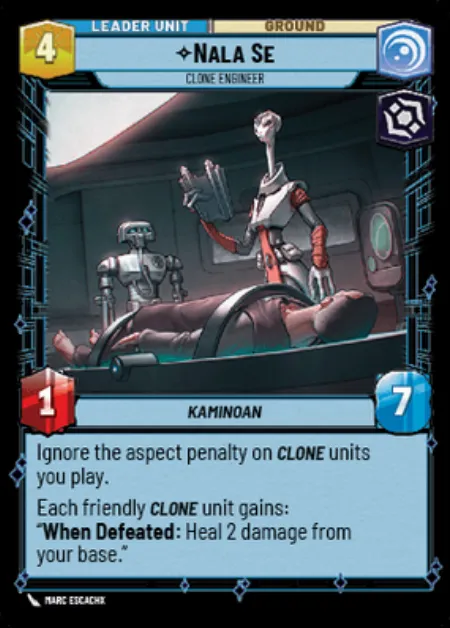 LEADER UNIT
GROUND
4
NALA SE
CLONE ENGINEER
1
KAMINOAN
7
Ignore the aspect penalty on CLONE units
you play.
Each friendly CLONE unit gains:
“When Defeated: Heal 2 damage from
your base.”
MARC ESCACHX